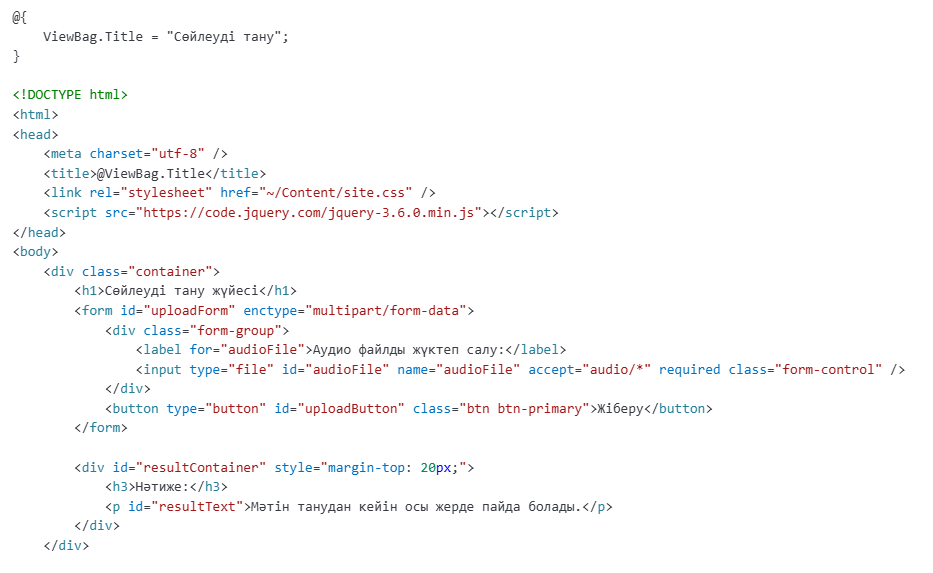 @{
    ViewBag.Title = "Сөйлеуді тану";
}

<!DOCTYPE html>
<html>
<head>
    <meta charset="utf-8" />
    <title>@ViewBag.Title</title>
    <link rel="stylesheet" href="~/Content/site.css" />
    <script src="https://code.jquery.com/jquery-3.6.0.min.js"></script>
</head>
<body>
    <div class="container">
        <h1>Сөйлеуді тану жүйесі</h1>
        <form id="uploadForm" enctype="multipart/form-data">
            <div class="form-group">
                <label for="audioFile">Аудио файлды жүктеп салу:</label>
                <input type="file" id="audioFile" name="audioFile" accept="audio/*" required class="form-control" />
            </div>
            <button type="button" id="uploadButton" class="btn btn-primary">Жіберу</button>
        </form>

        <div id="resultContainer" style="margin-top: 20px;">
            <h3>Нәтиже:</h3>
            <p id="resultText">Мәтін танудан кейін осы жерде пайда болады.</p>
        </div>
    </div>